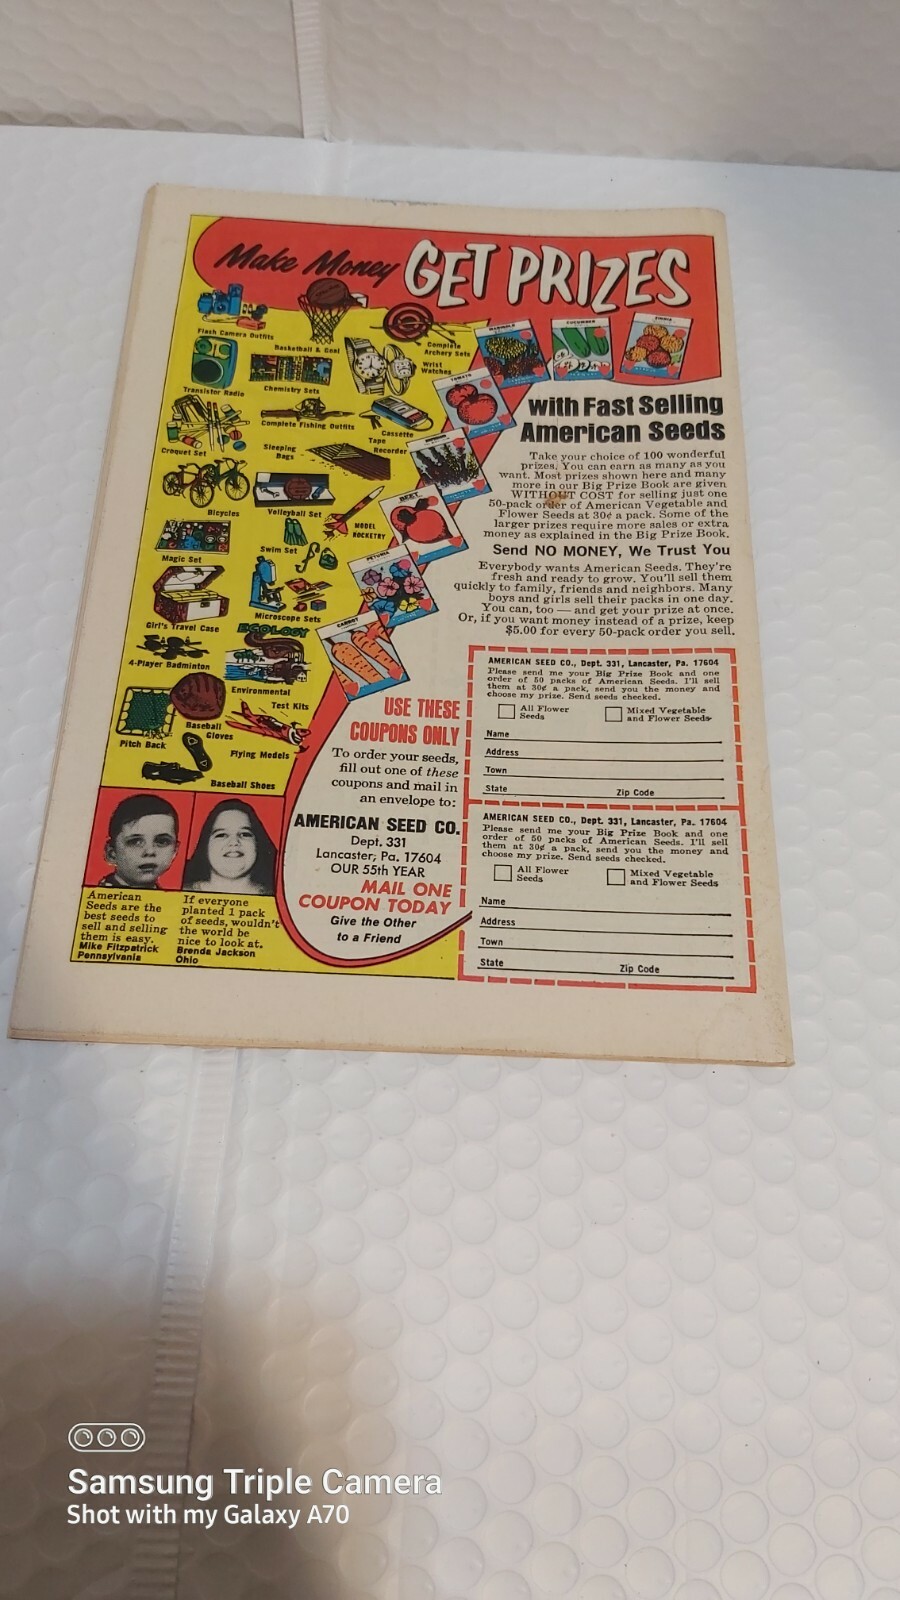 Make Money GET PRIZES
Flash Camera Outfits
Basketball & Goal
Complete
Archery Sets
Transistor Radio
Chemistry Sets
Wrist
Watches
Complete Fishing Outfits
Cassette
Tape
Recorder
Croquet Set
Sleeping
Bags
Bicycles
Volleyball Set
MODEL
ROCKETRY
Magic Set
Swim Set
Girl's Travel Case
Microscope Sets
4-Player Badminton
ECOLOGY
Environmental
Test Kits
Pitch Back
Baseball
Gloves
Flying Models
Baseball Shoes
CUCUMBER
ZINNIA
TOMATO
BEET
PETUNIA
CARROT
with Fast Selling
American Seeds
Take your choice of 100 wonderful
prizes. You can earn as many as you
want. Most prizes shown here and many
more in our Big Prize Book are given
WITHOUT COST for selling just one
50-pack order of American Vegetable and
Flower Seeds at 30¢ a pack. Some of the
larger prizes require more sales or extra
money as explained in the Big Prize Book.
Send NO MONEY, We Trust You
Everybody wants American Seeds. They're
fresh and ready to grow. You'll sell them
quickly to family, friends and neighbors. Many
boys and girls sell their packs in one day.
You can, too — and get your prize at once.
Or, if you want money instead of a prize, keep
$5.00 for every 50-pack order you sell.
USE THESE
COUPONS ONLY
To order your seeds,
fill out one of these
coupons and mail in
an envelope to:
AMERICAN SEED CO.
Dept. 331
Lancaster, Pa. 17604
OUR 55th YEAR
MAIL ONE
COUPON TODAY
Give the Other
to a Friend
AMERICAN SEED CO., Dept. 331, Lancaster, Pa. 17604
Please send me your Big Prize Book and one
order of 50 packs of American Seeds. I'll sell
them at 30¢ a pack, send you the money and
choose my prize. Send seeds checked.
All Flower
Seeds
Mixed Vegetable
and Flower Seeds
Name
Address
Town
State Zip Code
AMERICAN SEED CO., Dept. 331, Lancaster, Pa. 17604
Please send me your Big Prize Book and one
order of 50 packs of American Seeds. I'll sell
them at 30¢ a pack, send you the money and
choose my prize. Send seeds checked.
All Flower
Seeds
Mixed Vegetable
and Flower Seeds
Name
Address
Town
State Zip Code
American
Seeds are the
best seeds to
sell and selling
them is easy.
Mike Fitzpatrick
Pennsylvania
If everyone
planted 1 pack
of seeds, wouldn't
the world be
nice to look at.
Brenda Jackson
Ohio
Samsung Triple Camera
Shot with my Galaxy A70